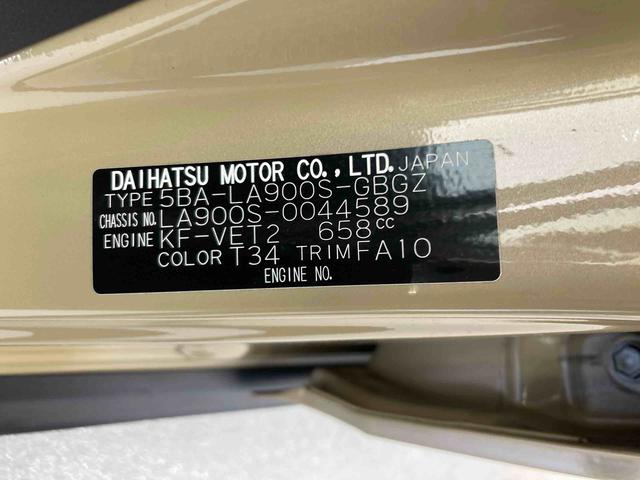 DAIHATSU MOTOR CO.,LTD. JAPAN
TYPE 5BA-LA900S-GBGZ
CHASSIS NO. LA900S-0044589
ENGINE KF-VET2 658cc
COLOR T34 TRIM FA10
ENGINE NO.